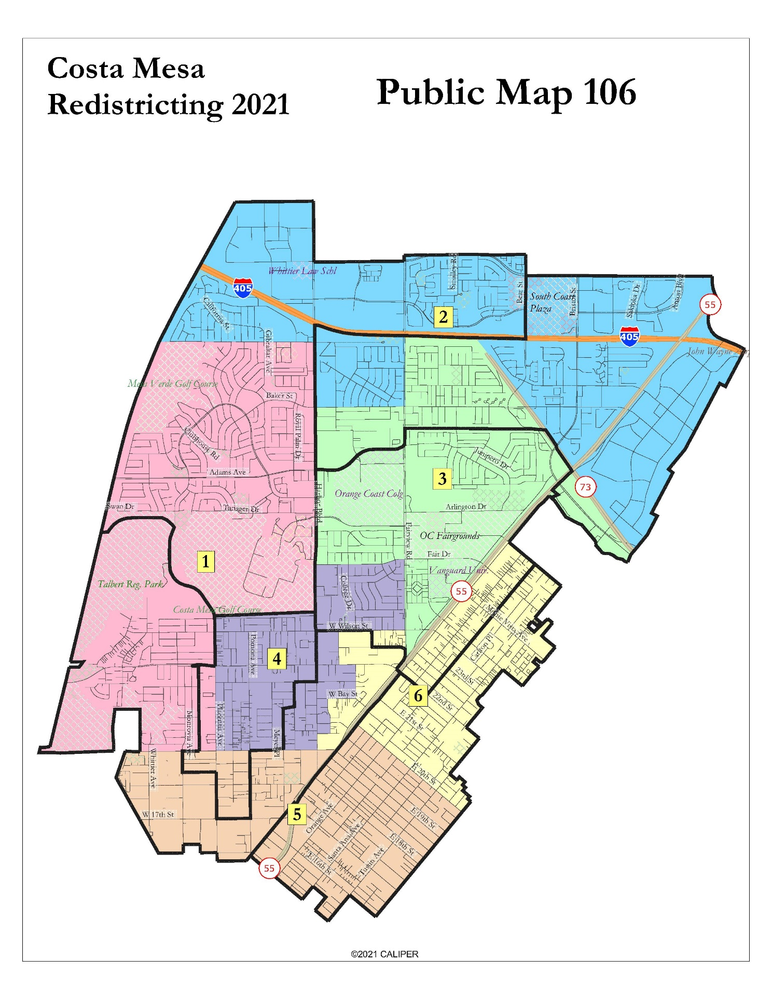 Costa Mesa
Redistricting 2021
Public Map 106
Whittier Law Schl
405
Smalley Rd
Bear St
South Coast
Plaza
Bristol St
Sakioka Dr
Anton Blvd
55
2
California St
405
John Wayne Airp
Gibraltar Ave
Mesa Verde Golf Course
Baker St
Royal Palm Dr
Clubhouse Rd
Junipero Dr
Adams Ave
3
73
Harbor Blvd
Orange Coast Colg
Swan Dr
Tanager Dr
Arlington Dr
Fairview Rd
OC Fairgrounds
Fair Dr
1
Vanguard Univ.
Talbert Reg. Park
College Dr
55
Costa Mesa Golf Course
Monte Vista Ave
W Wilson St
Pomona Ave
4
Carlton Pl
23rd St
W Bay St
6
22nd St
Placentia Ave
Monrovia Ave
E 21st St
Meyer Pl
Whittier Ave
E 20th St
W 17th St
5
Orange Ave
E 19th St
Santa Ana Ave
E 18th St
Tustin Ave
E 16th St
55
©2021 CALIPER